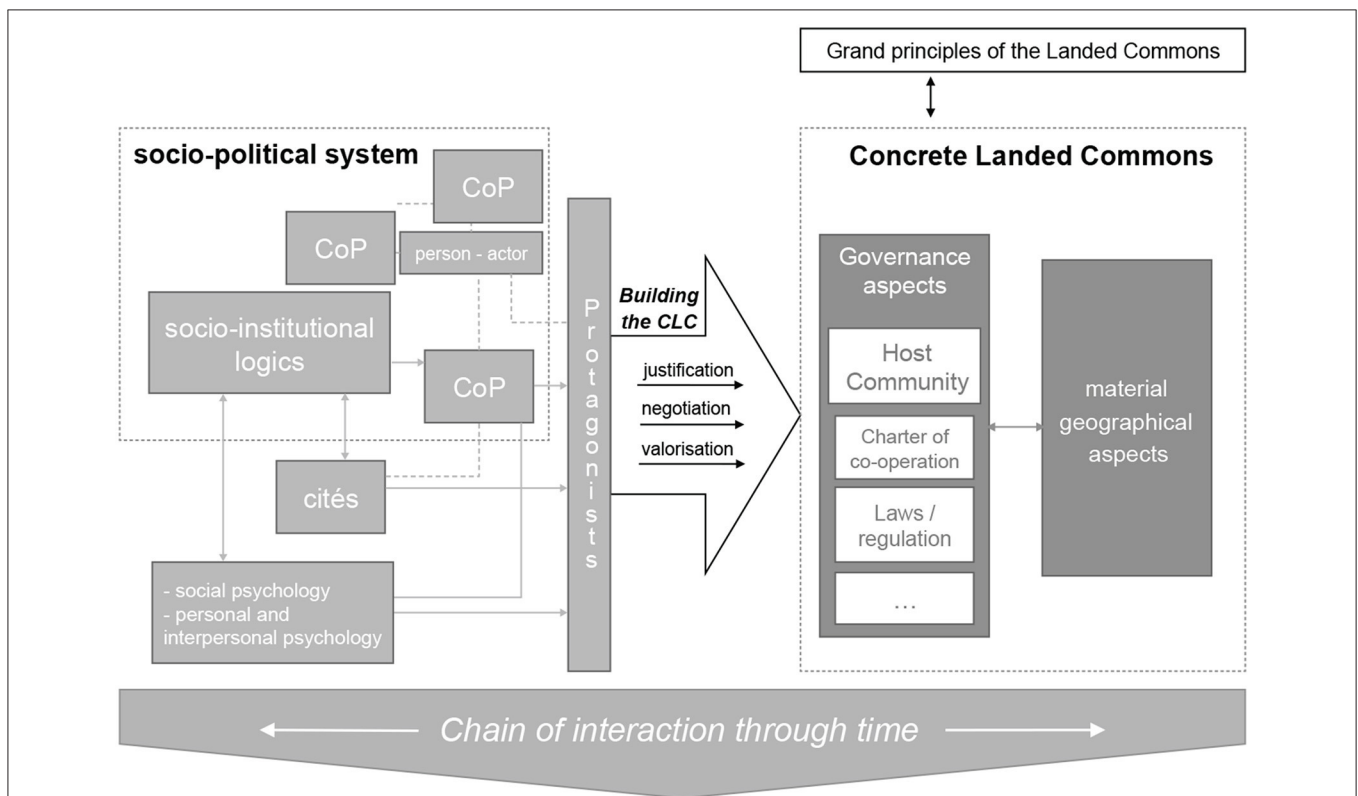 Grand principles of the Landed Commons
socio-political system
CoP
CoP
person - actor
socio-institutional
logics
CoP
cités
- social psychology
- personal and
interpersonal psychology
Protagonists
Building
the CLC
justification
negotiation
valorisation
Concrete Landed Commons
Governance
aspects
Host
Community
Charter of
co-operation
Laws /
regulation
...
material
geographical
aspects
Chain of interaction through time